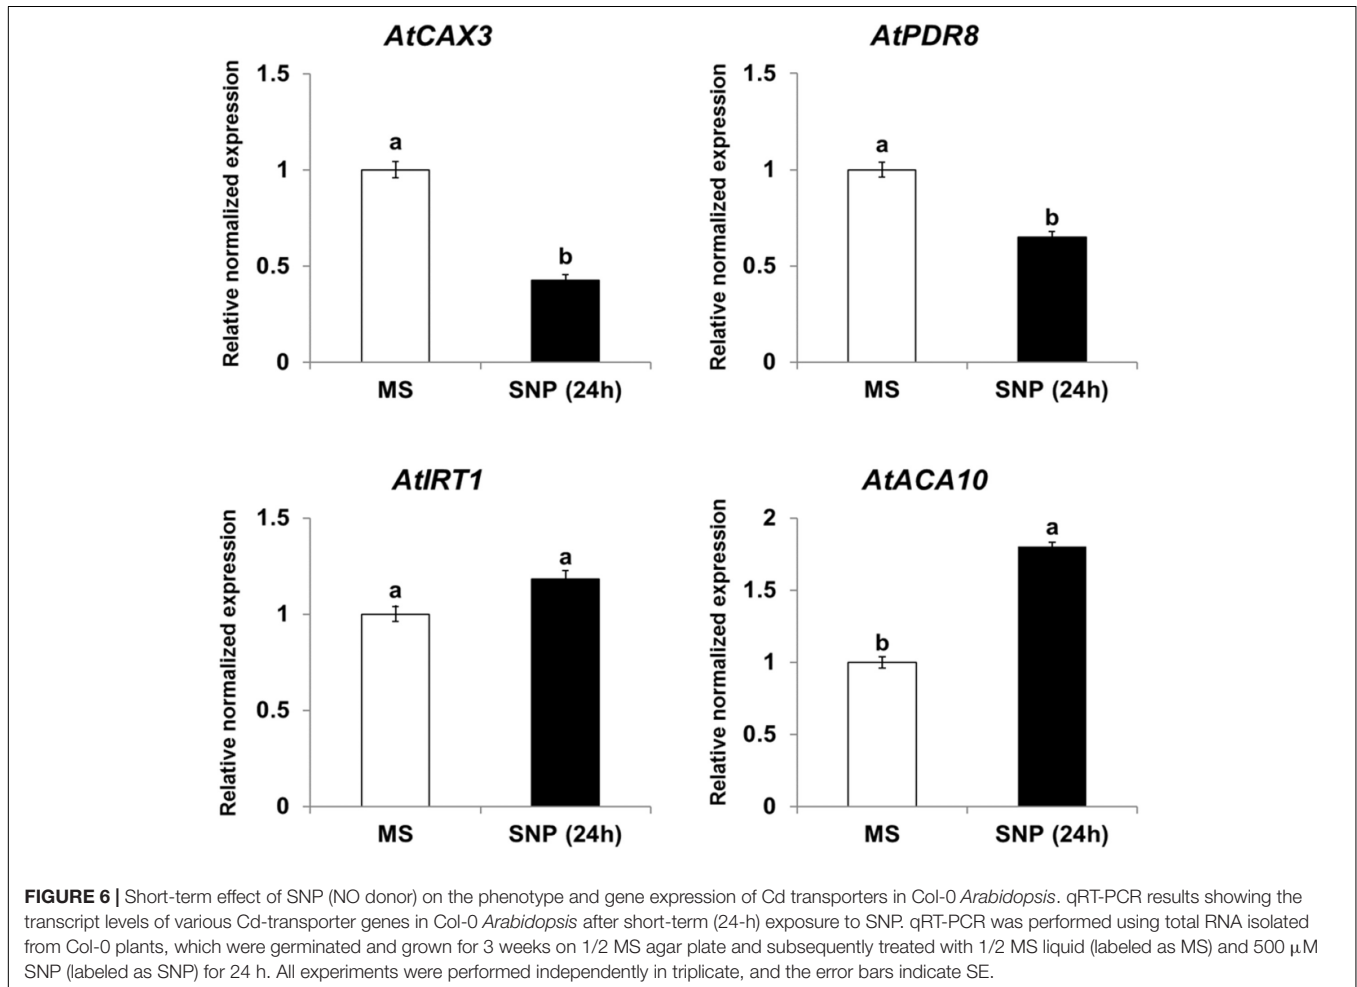 AtCAX3
AtPDR8
Relative normalized expression
1.5
1
0.5
0
a
b
MS
SNP (24h)
Relative normalized expression
1.5
1
0.5
0
a
b
MS
SNP (24h)
AtIRT1
AtACA10
Relative normalized expression
1.5
1
0.5
0
a
a
MS
SNP (24h)
Relative normalized expression
2
1.5
1
0.5
0
b
a
MS
SNP (24h)
FIGURE 6 | Short-term effect of SNP (NO donor) on the phenotype and gene expression of Cd transporters in Col-0 Arabidopsis. qRT-PCR results showing the
transcript levels of various Cd-transporter genes in Col-0 Arabidopsis after short-term (24-h) exposure to SNP. qRT-PCR was performed using total RNA isolated
from Col-0 plants, which were germinated and grown for 3 weeks on 1/2 MS agar plate and subsequently treated with 1/2 MS liquid (labeled as MS) and 500 μM
SNP (labeled as SNP) for 24 h. All experiments were performed independently in triplicate, and the error bars indicate SE.